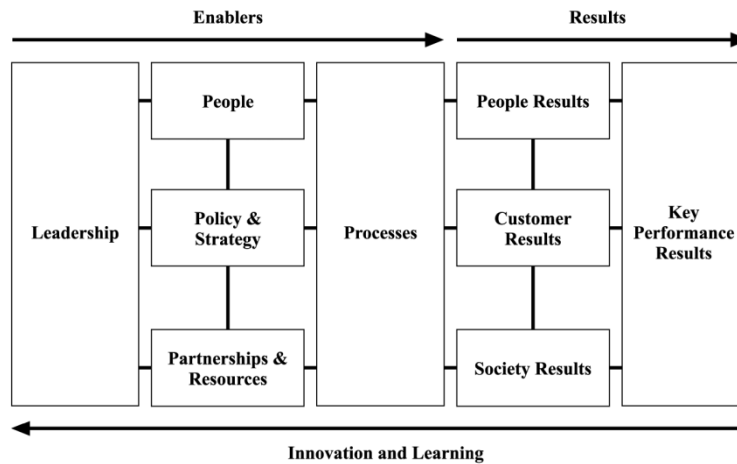 Enablers
Results
People
People Results
Leadership
Policy &
Strategy
Processes
Customer
Results
Key
Performance
Results
Partnerships &
Resources
Society Results
Innovation and Learning